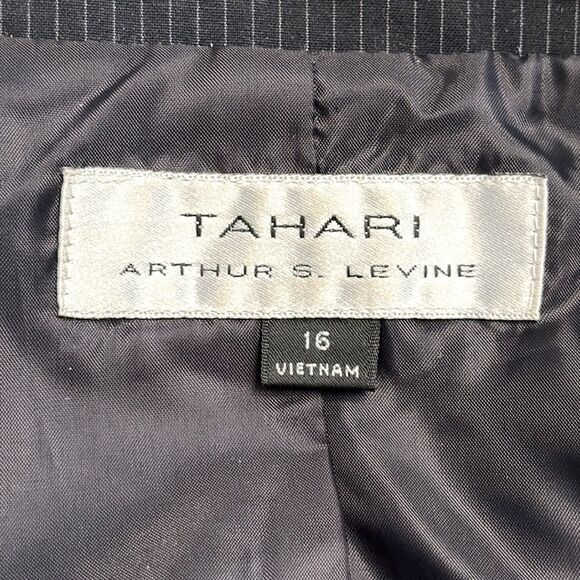 TAHARI
ARTHUR S. LEVINE
16
VIETNAM